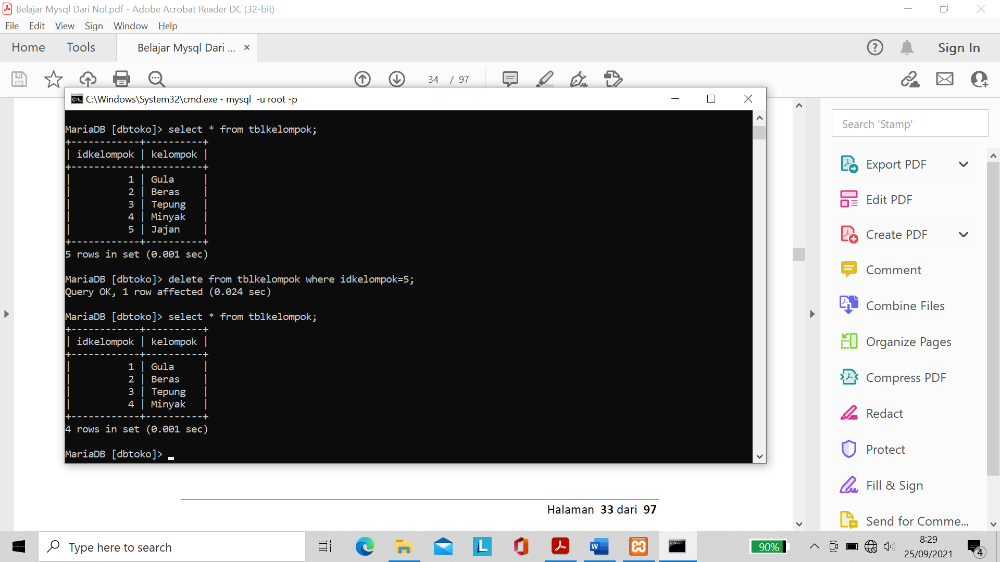 Belajar Mysql Dari Nol.pdf - Adobe Acrobat Reader DC (32-bit)
File Edit View Sign Window Help
Home Tools Belajar Mysql Dari ... × Sign In
34 / 97
C:\Windows\System32\cmd.exe - mysql  -u root -p
MariaDB [dbtoko]> select * from tblkelompok;
+------------+----------+
| idkelompok | kelompok |
+------------+----------+
|          1 | Gula     |
|          2 | Beras    |
|          3 | Tepung   |
|          4 | Minyak   |
|          5 | Jajan    |
+------------+----------+
5 rows in set (0.001 sec)
MariaDB [dbtoko]> delete from tblkelompok where idkelompok=5;
Query OK, 1 row affected (0.024 sec)
MariaDB [dbtoko]> select * from tblkelompok;
+------------+----------+
| idkelompok | kelompok |
+------------+----------+
|          1 | Gula     |
|          2 | Beras    |
|          3 | Tepung   |
|          4 | Minyak   |
+------------+----------+
4 rows in set (0.001 sec)
MariaDB [dbtoko]> _
Halaman 33 dari 97
Search 'Stamp'
Export PDF
Edit PDF
Create PDF
Comment
Combine Files
Organize Pages
Compress PDF
Redact
Protect
Fill & Sign
Send for Comme...
Type here to search
90%
8:29
25/09/2021
4